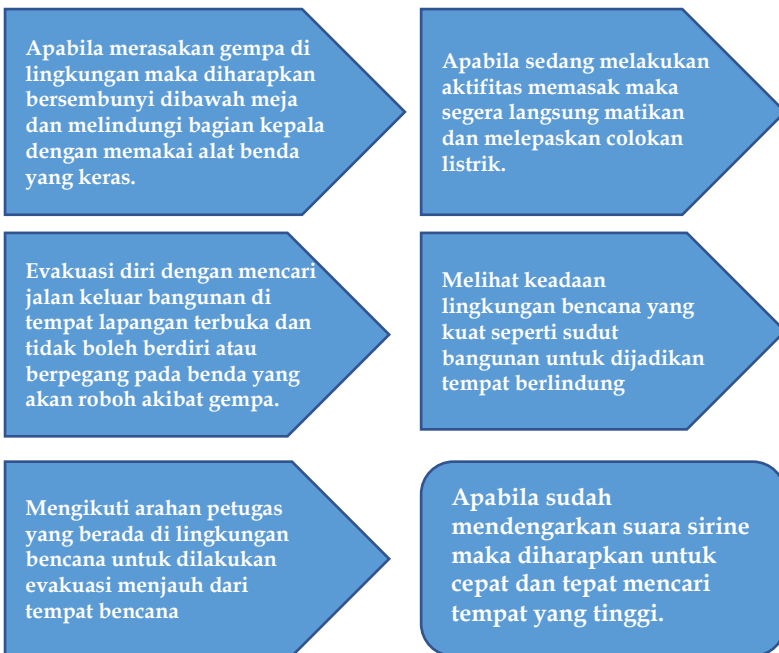 Apabila merasakan gempa di
lingkungan maka diharapkan
bersembunyi dibawah meja
dan melindungi bagian kepala
dengan memakai alat benda
yang keras.
Apabila sedang melakukan
aktifitas memasak maka
segera langsung matikan
dan melepaskan colokan
listrik.
Evakuasi diri dengan mencari
jalan keluar bangunan di
tempat lapangan terbuka dan
tidak boleh berdiri atau
berpegang pada benda yang
akan roboh akibat gempa.
Melihat keadaan
lingkungan bencana yang
kuat seperti sudut
bangunan untuk dijadikan
tempat berlindung
Mengikuti arahan petugas
yang berada di lingkungan
bencana untuk dilakukan
evakuasi menjauh dari
tempat bencana
Apabila sudah
mendengarkan suara sirine
maka diharapkan untuk
cepat dan tepat mencari
tempat yang tinggi.